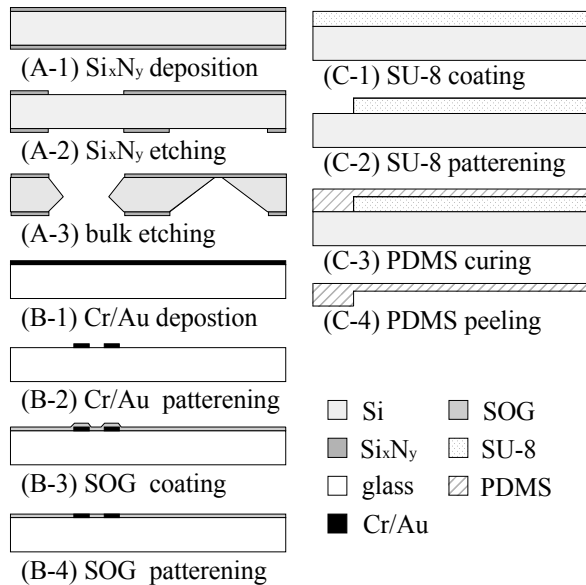 (A-1) SixNy deposition
(A-2) SixNy etching
(A-3) bulk etching
(B-1) Cr/Au depostion
(B-2) Cr/Au patterening
(B-3) SOG coating
(B-4) SOG patterening
(C-1) SU-8 coating
(C-2) SU-8 patterening
(C-3) PDMS curing
(C-4) PDMS peeling
Si
SixNy
glass
Cr/Au
SOG
SU-8
PDMS